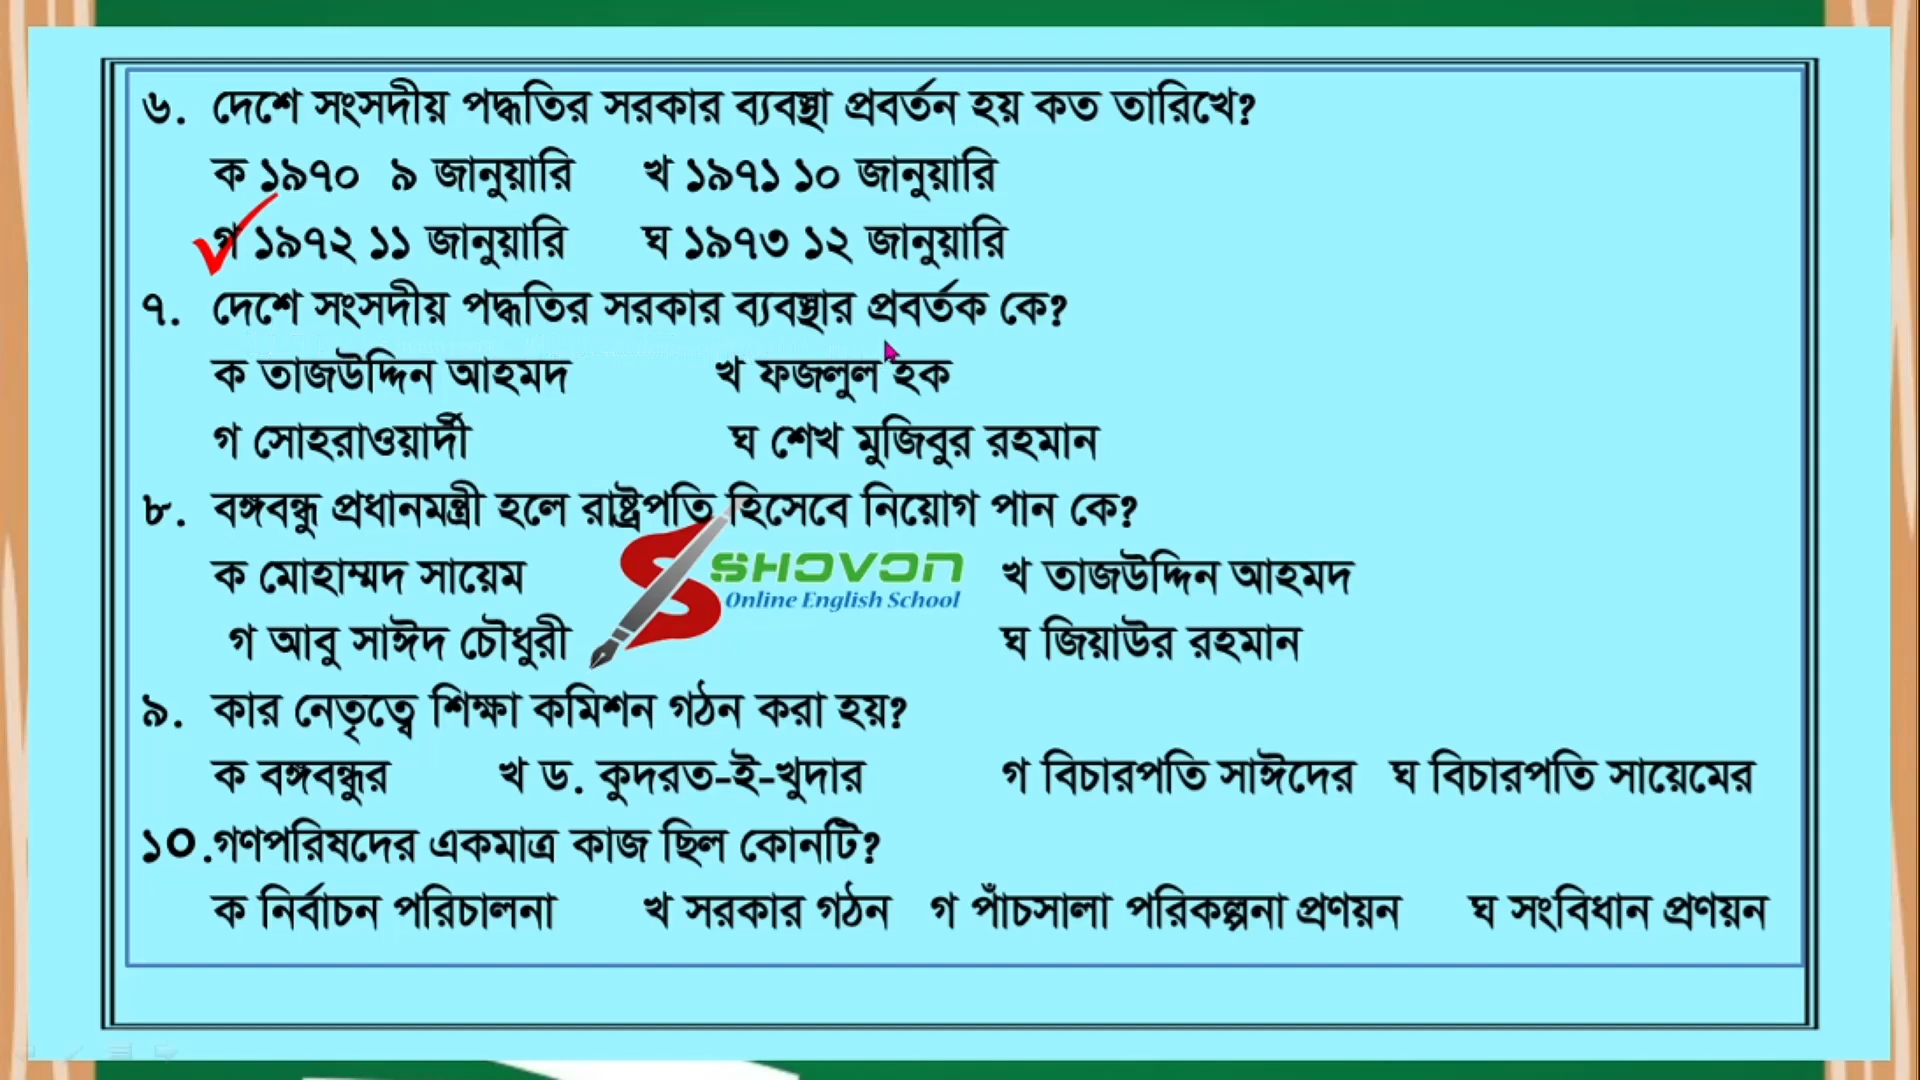 ৬. দেশে সংসদীয় পদ্ধতির সরকার ব্যবস্থা প্রবর্তন হয় কত তারিখে?
ক ১৯৭০ ৯ জানুয়ারি খ ১৯৭১ ১০ জানুয়ারি
গ ১৯৭২ ১১ জানুয়ারি ঘ ১৯৭৩ ১২ জানুয়ারি
৭. দেশে সংসদীয় পদ্ধতির সরকার ব্যবস্থার প্রবর্তক কে?
ক তাজউদ্দিন আহমদ খ ফজলুল হক
গ সোহরাওয়ার্দী ঘ শেখ মুজিবুর রহমান
৮. বঙ্গবন্ধু প্রধানমন্ত্রী হলে রাষ্ট্রপতি হিসেবে নিয়োগ পান কে?
ক মোহাম্মদ সায়েম খ তাজউদ্দিন আহমদ
SHOVON
Online English School
গ আবু সাঈদ চৌধুরী ঘ জিয়াউর রহমান
৯. কার নেতৃত্বে শিক্ষা কমিশন গঠন করা হয়?
ক বঙ্গবন্ধুর খ ড. কুদরত-ই-খুদার গ বিচারপতি সাঈদের ঘ বিচারপতি সায়েমের
১০.গণপরিষদের একমাত্র কাজ ছিল কোনটি?
ক নির্বাচন পরিচালনা খ সরকার গঠন গ পাঁচসালা পরিকল্পনা প্রণয়ন ঘ সংবিধান প্রণয়ন